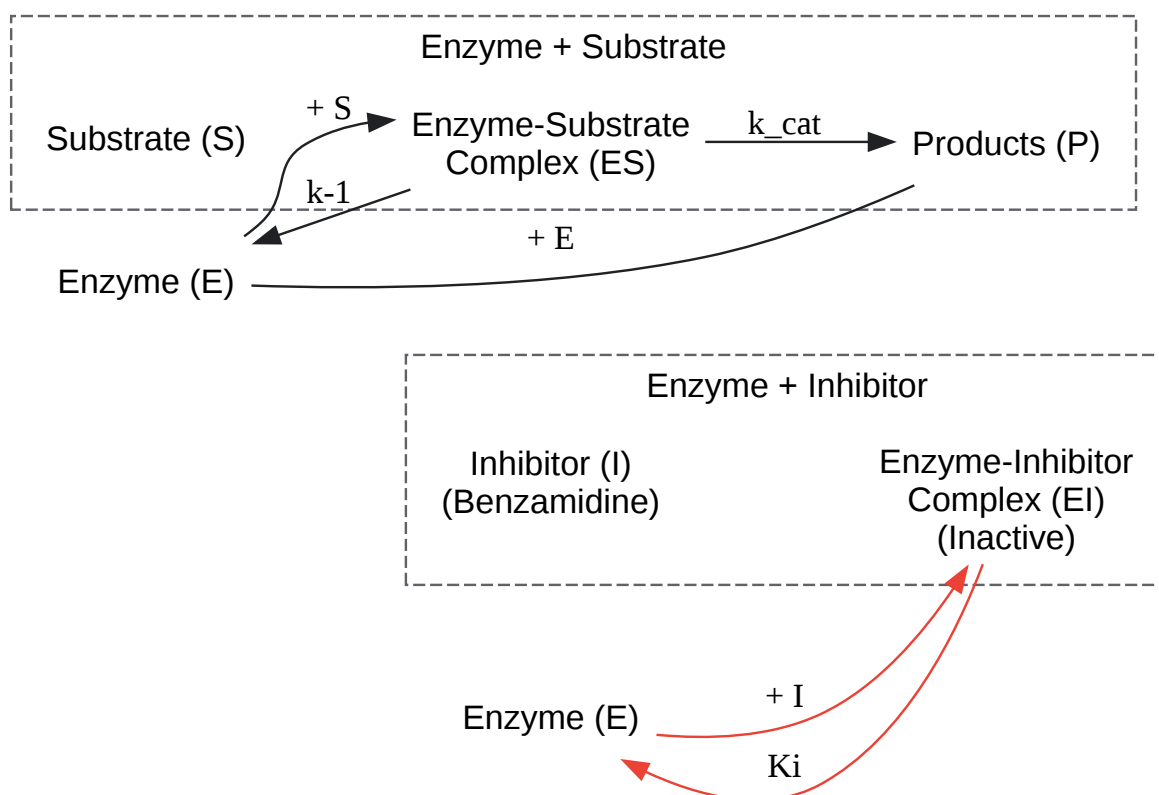 Enzyme + Substrate
+ S
Substrate (S)
Enzyme-Substrate
Complex (ES)
k_cat
Products (P)
k-1
+ E
Enzyme (E)
Enzyme + Inhibitor
Inhibitor (I)
(Benzamidine)
Enzyme-Inhibitor
Complex (EI)
(Inactive)
+ I
Enzyme (E)
Ki